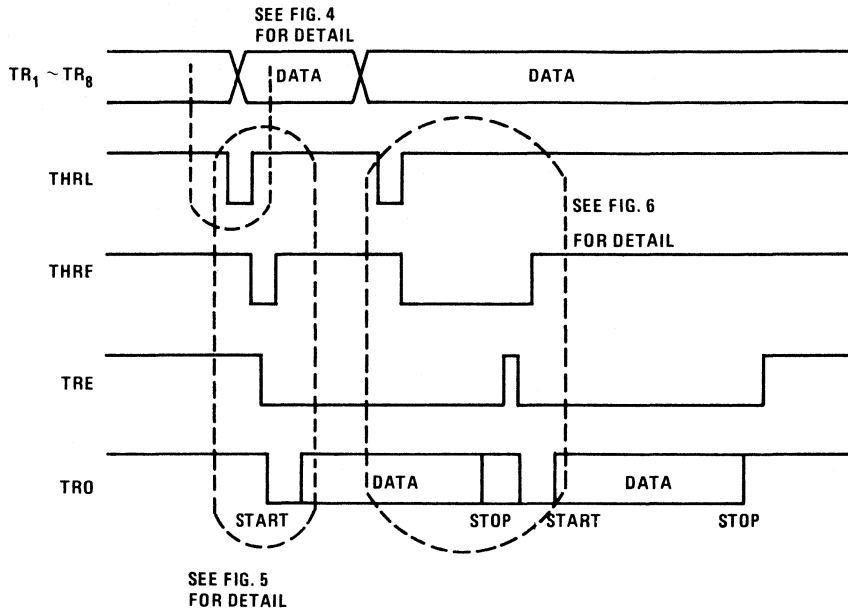 SEE FIG. 4
FOR DETAIL
TR1 ~ TR8
DATA
DATA
THRL
SEE FIG. 6
FOR DETAIL
THRF
TRE
TRO
DATA
DATA
START
STOP
START
STOP
SEE FIG. 5
FOR DETAIL